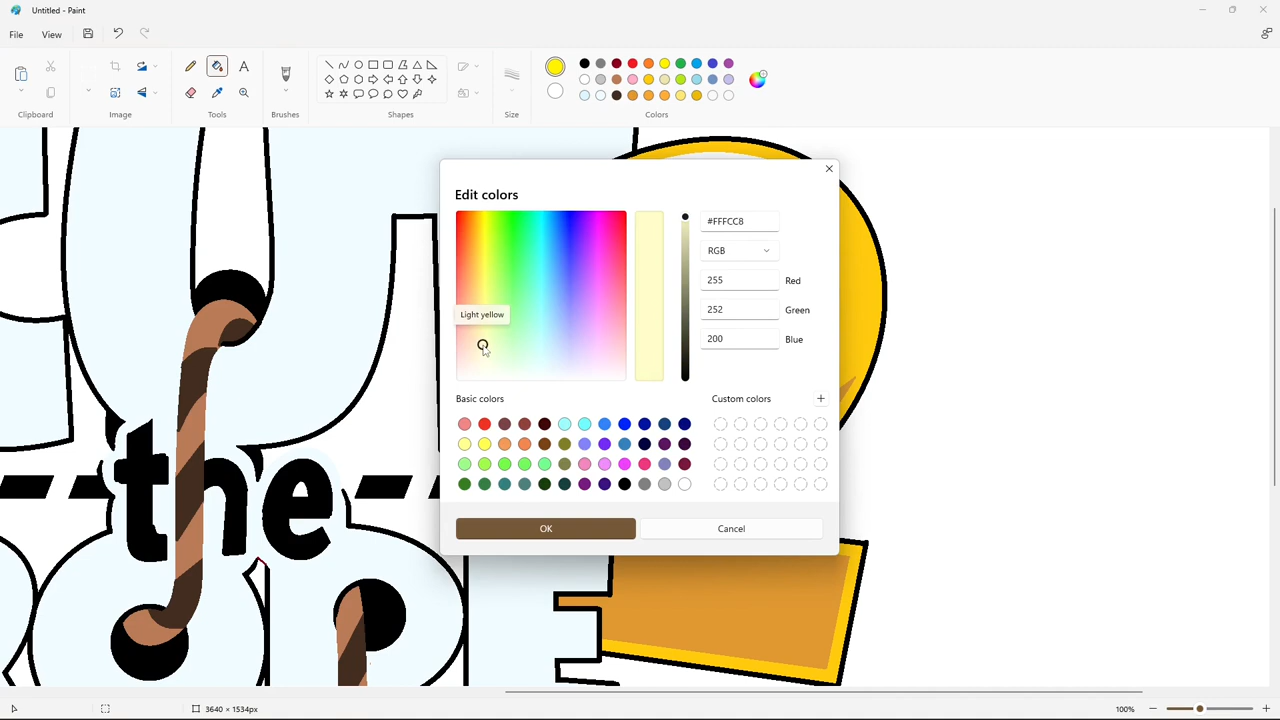 Untitled - Paint
File View
Clipboard
Image
Tools
Brushes
Shapes
Size
Colors
Edit colors
#FFFCC8
RGB
255 Red
Light yellow
252 Green
200 Blue
Basic colors
Custom colors
OK
Cancel
the
3640 × 1534px
100%